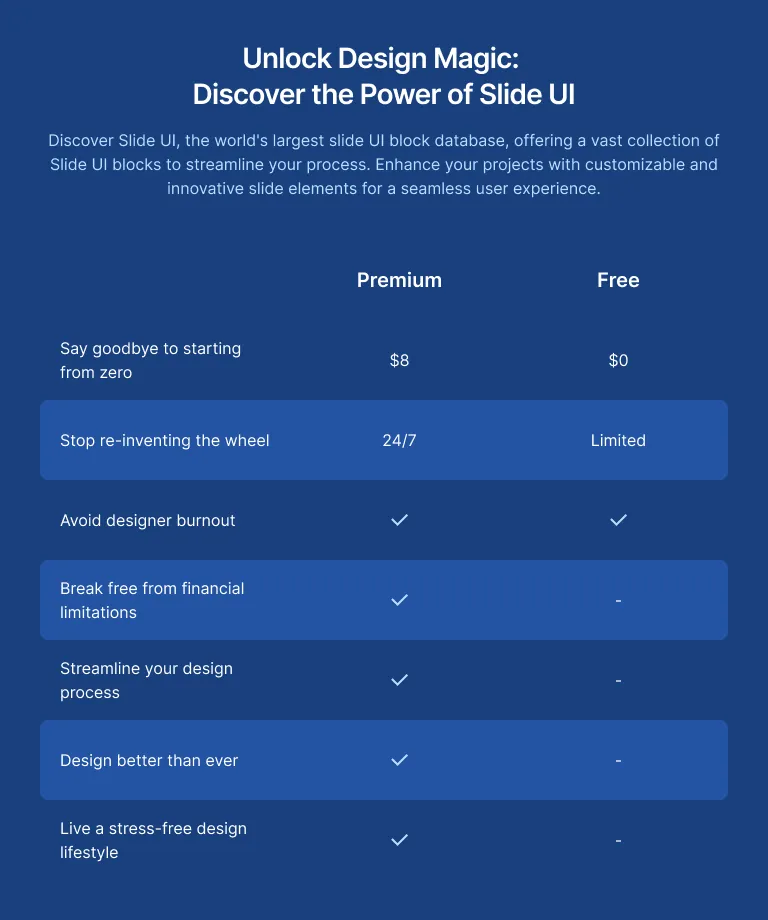 Unlock Design Magic:
Discover the Power of Slide UI
Discover Slide UI, the world's largest slide UI block database, offering a vast collection of
Slide UI blocks to streamline your process. Enhance your projects with customizable and
innovative slide elements for a seamless user experience.
Premium Free
Say goodbye to starting
from zero
$8 $0
Stop re-inventing the wheel 24/7 Limited
Avoid designer burnout ✓ ✓
Break free from financial
limitations
✓ -
Streamline your design
process
✓ -
Design better than ever ✓ -
Live a stress-free design
lifestyle
✓ -